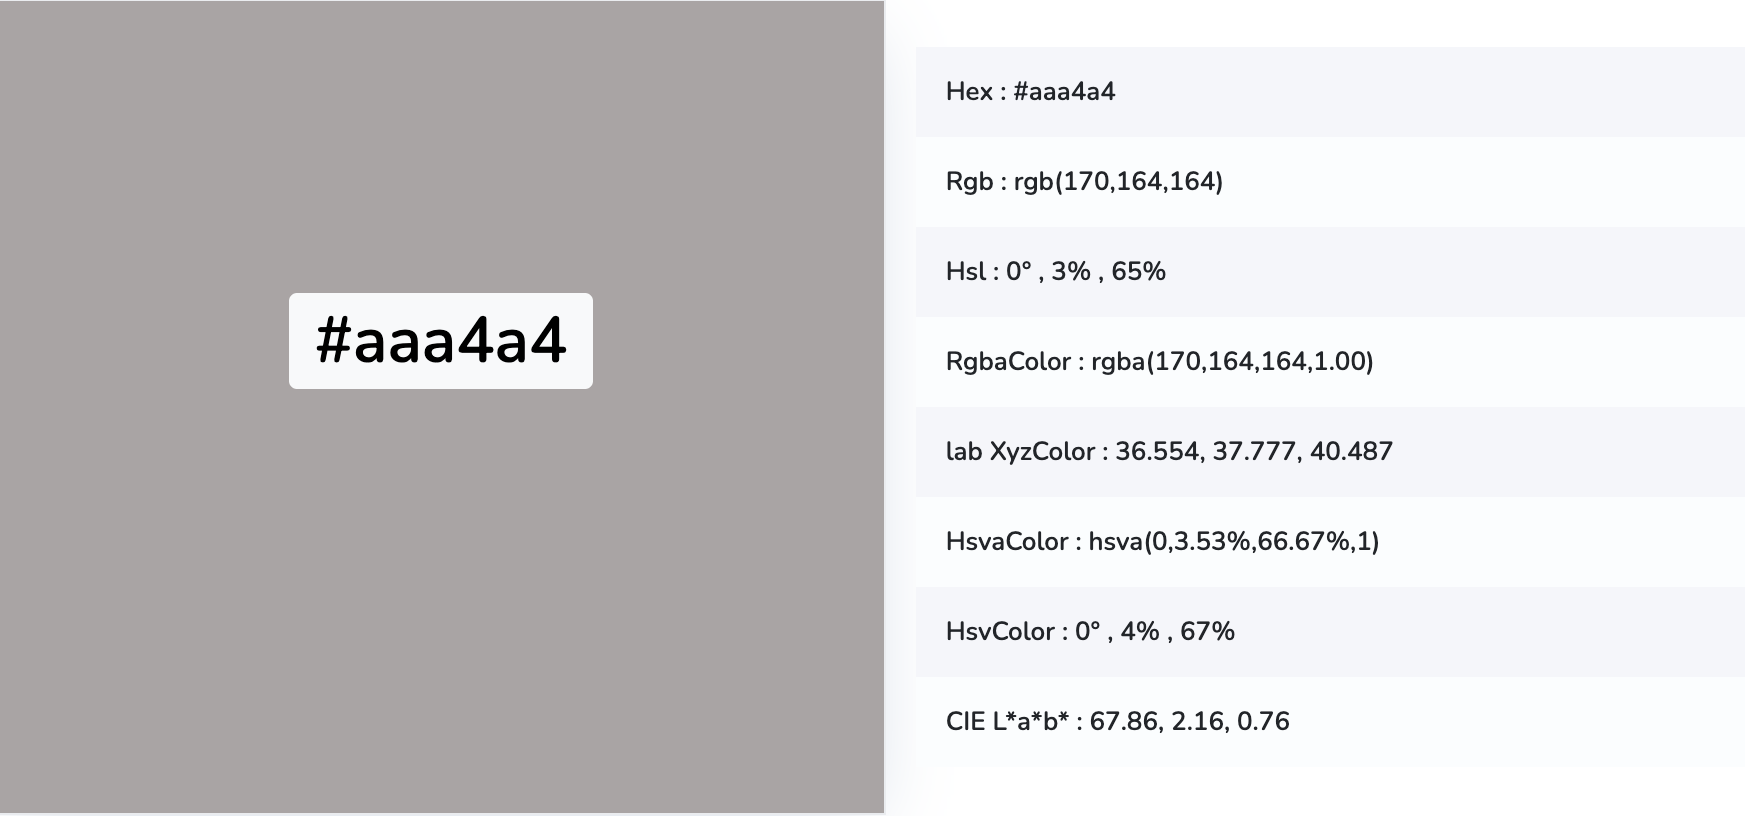 #aaa4a4
Hex : #aaa4a4
Rgb : rgb(170,164,164)
Hsl : 0° , 3% , 65%
RgbaColor : rgba(170,164,164,1.00)
lab XyzColor : 36.554, 37.777, 40.487
HsvaColor : hsva(0,3.53%,66.67%,1)
HsvColor : 0° , 4% , 67%
CIE L*a*b* : 67.86, 2.16, 0.76